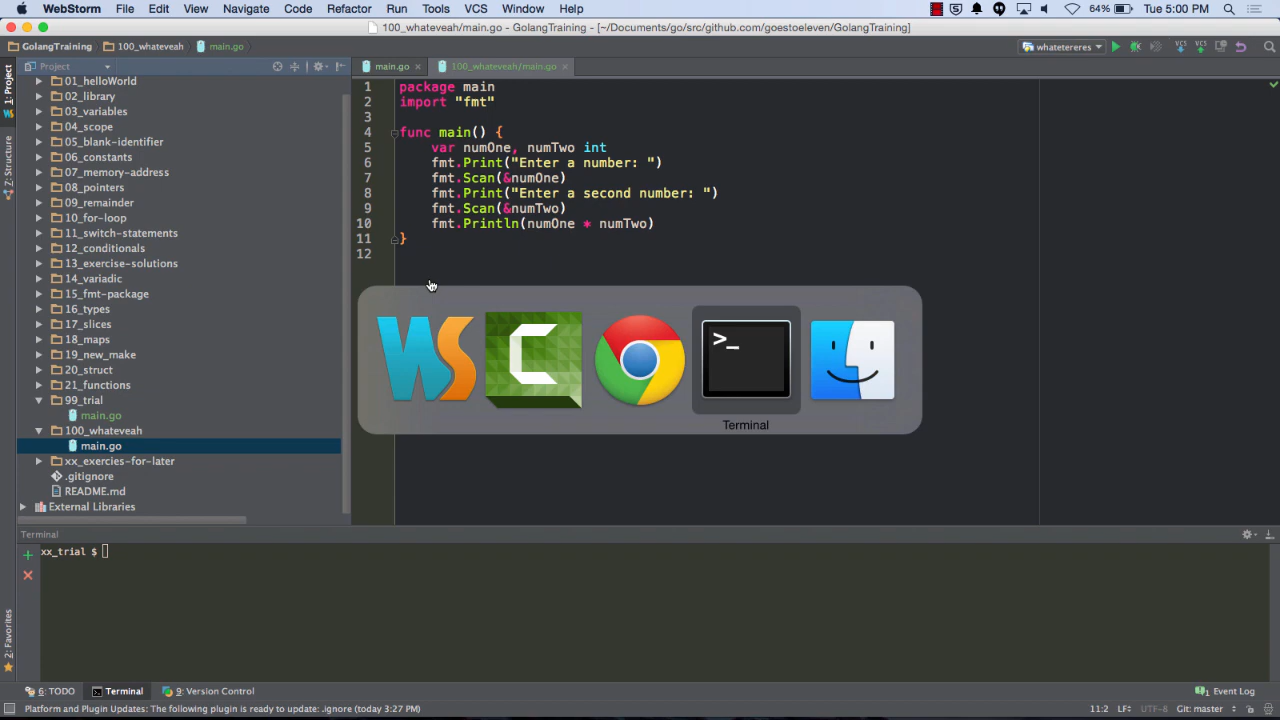 WebStorm File Edit View Navigate Code Refactor Run Tools VCS Window Help 64% Tue 5:00 PM
100_whateveah/main.go - GolangTraining - [~/Documents/go/src/github.com/goestoeleven/GolangTraining]
GolangTraining 100_whateveah main.go whatetereres
1: Project
Z: Structure
2: Favorites
Project
01_helloWorld
02_library
03_variables
04_scope
05_blank-identifier
06_constants
07_memory-address
08_pointers
09_remainder
10_for-loop
11_switch-statements
12_conditionals
13_exercise-solutions
14_variadic
15_fmt-package
16_types
17_slices
18_maps
19_new_make
20_struct
21_functions
99_trial
main.go
100_whateveah
main.go
xx_exercies-for-later
.gitignore
README.md
External Libraries
main.go 100_whateveah/main.go
1 package main
2 import "fmt"
3
4 func main() {
5 var numOne, numTwo int
6 fmt.Print("Enter a number: ")
7 fmt.Scan(&numOne)
8 fmt.Print("Enter a second number: ")
9 fmt.Scan(&numTwo)
10 fmt.Println(numOne * numTwo)
11 }
12
WS C >_
Terminal
Terminal
xx_trial $
6: TODO Terminal 9: Version Control 1 Event Log
Platform and Plugin Updates: The following plugin is ready to update: .ignore (today 3:27 PM) 11:2 LF UTF-8 Git: master